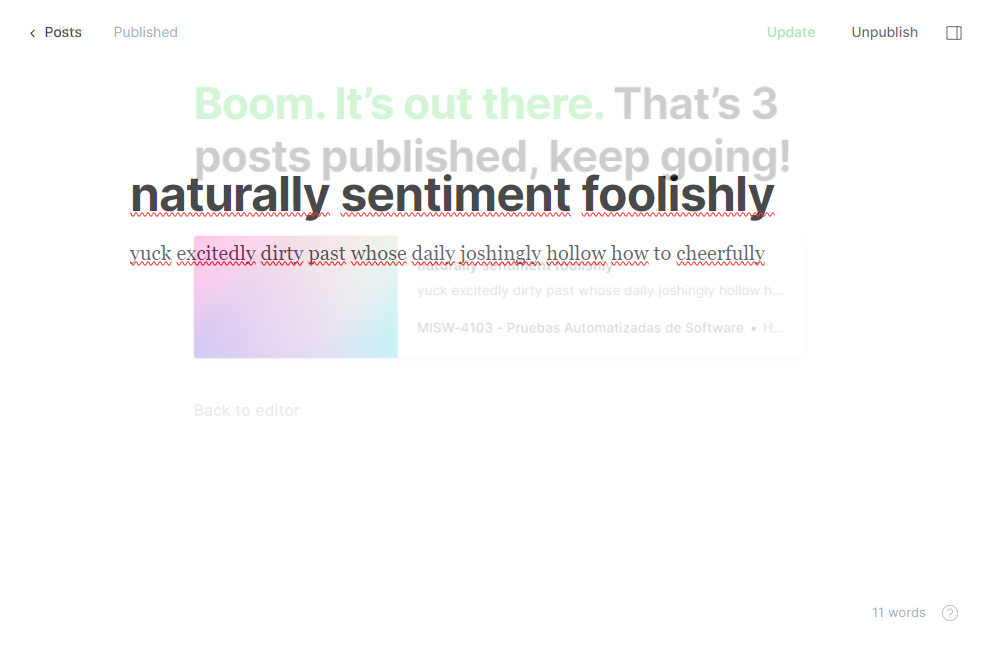 Posts
Published
Update
Unpublish
Boom. It's out there. That's 3
posts published, keep going!
naturally sentiment foolishly
yuck excitedly dirty past whose daily joshingly hollow how to cheerfully
naturally sentiment foolishly
yuck excitedly dirty past whose daily joshingly hollow h...
MISW-4103 - Pruebas Automatizadas de Software • H...
Back to editor
11 words
?